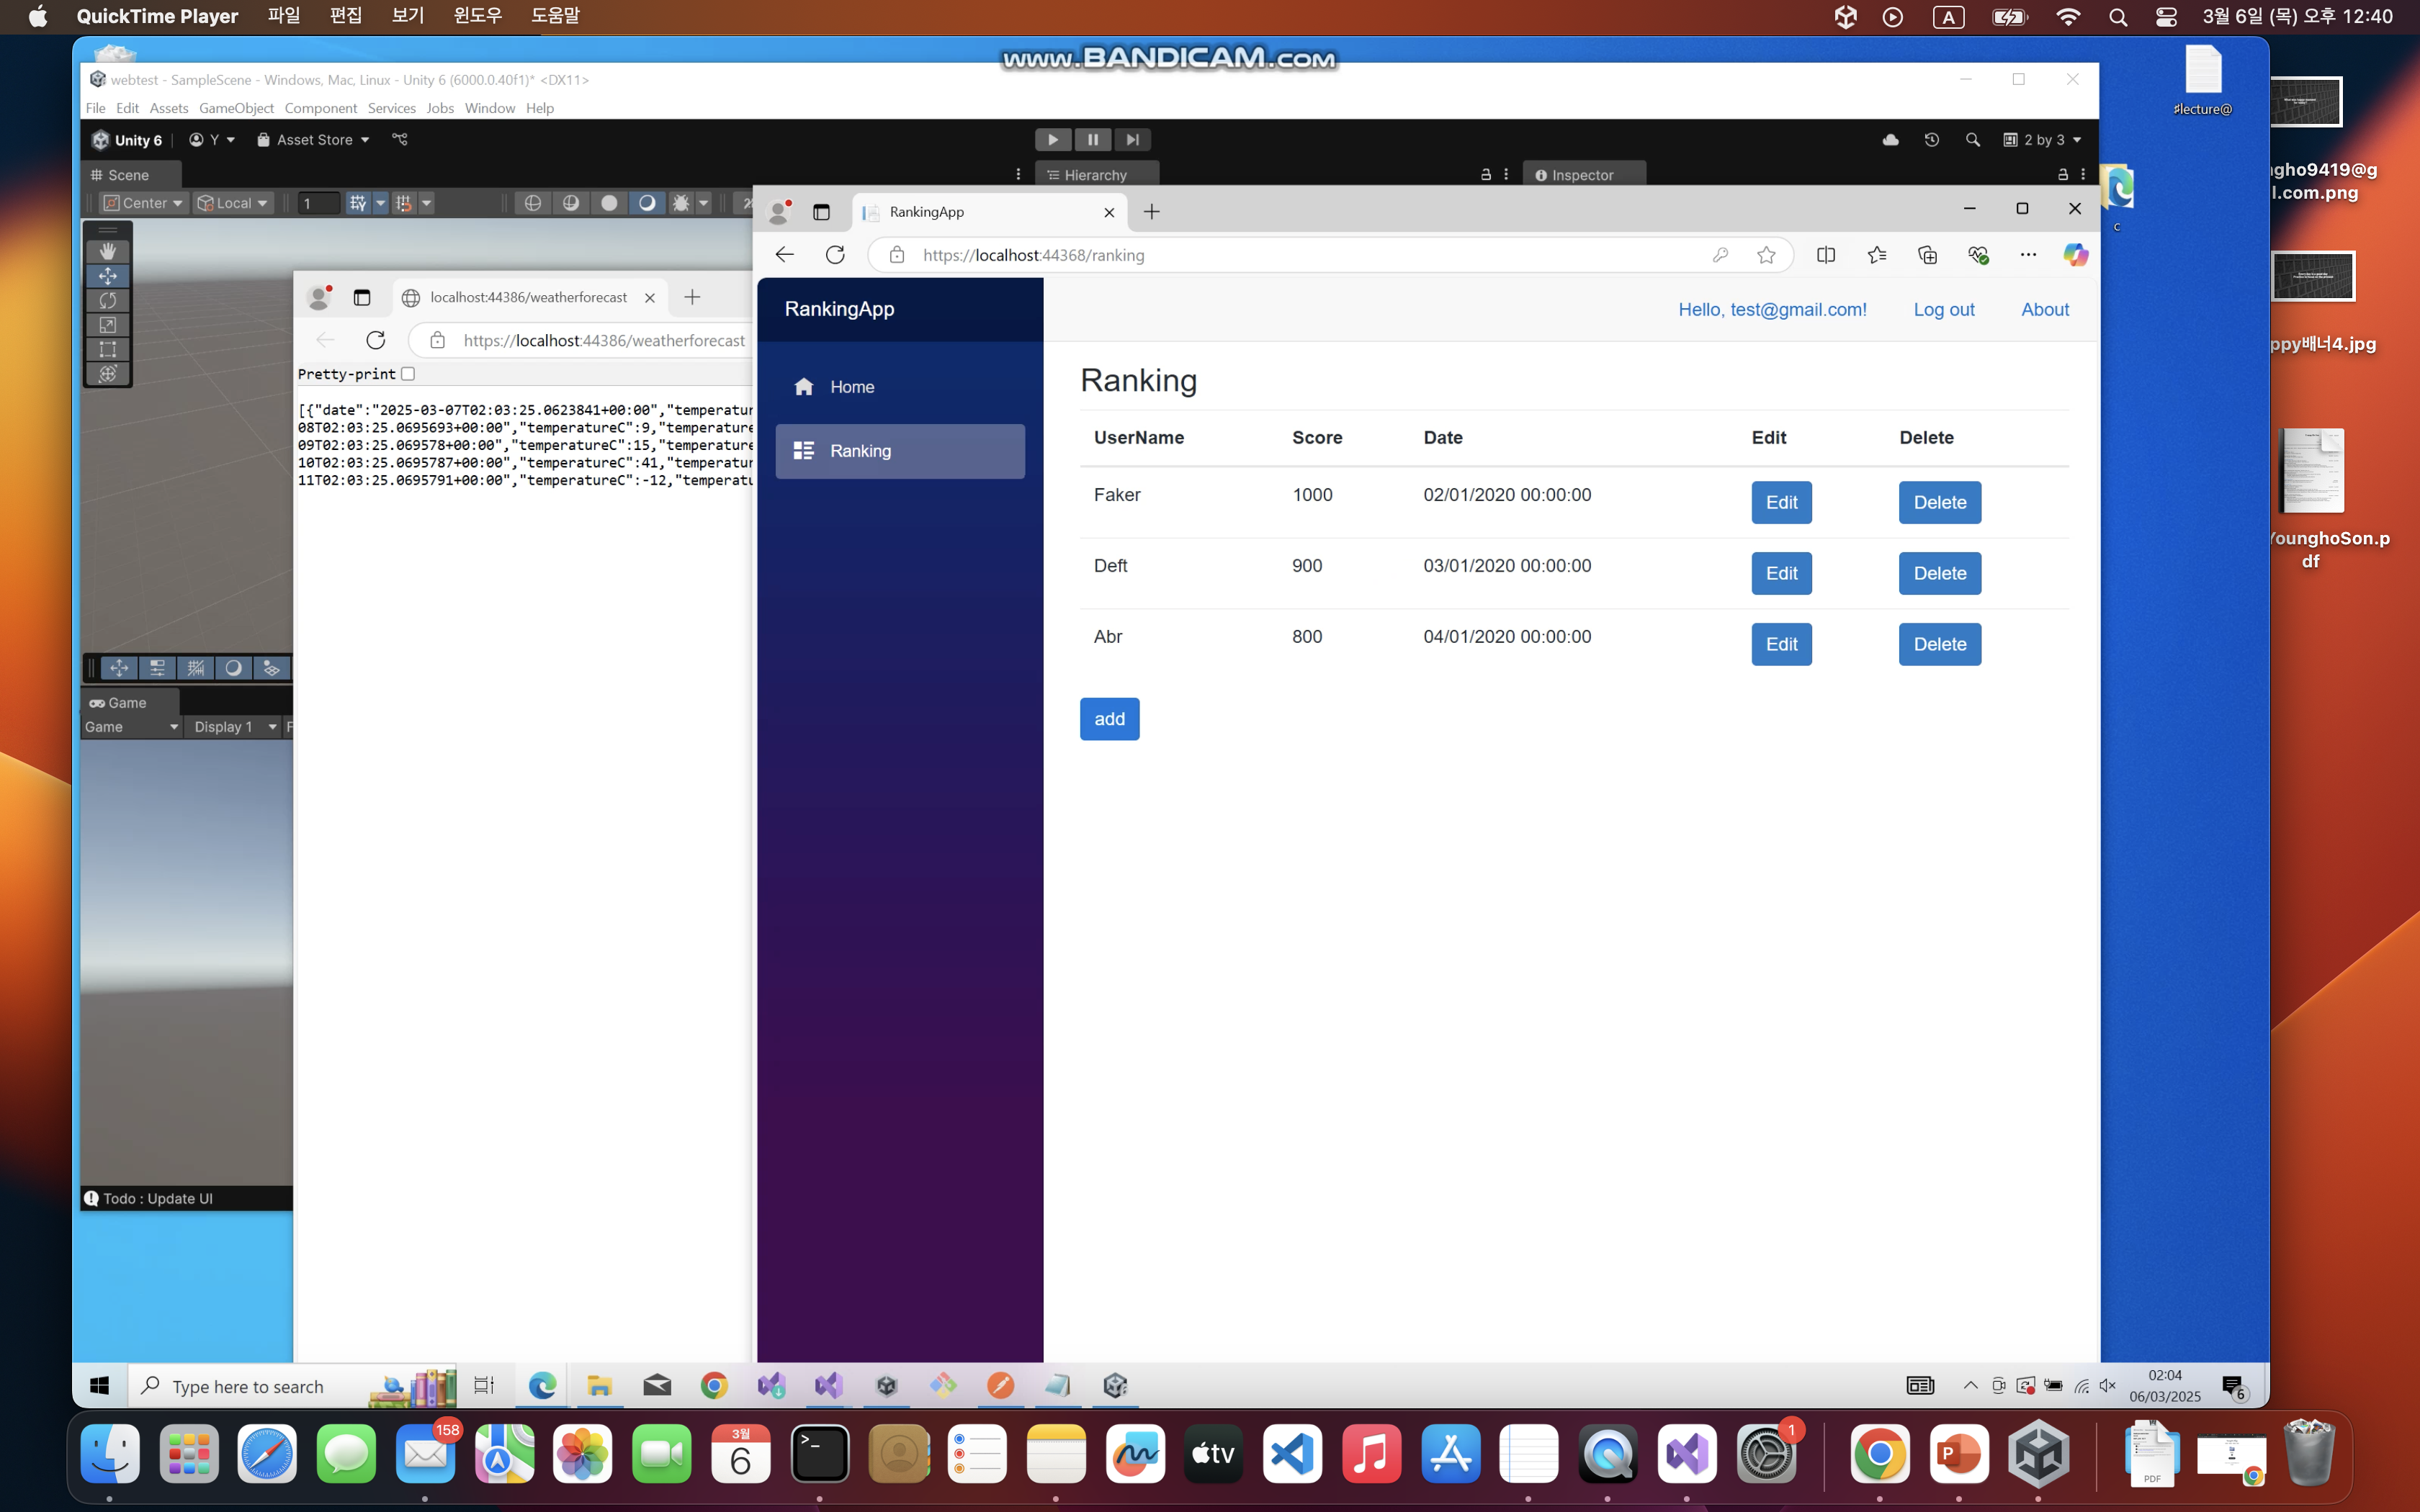 QuickTime Player 파일 편집 보기 윈도우 도움말
A 3월 6일 (목) 오후 12:40
www.BANDICAM.com
webtest - SampleScene - Windows, Mac, Linux - Unity 6 (6000.0.40f1)* <DX11>
File Edit Assets GameObject Component Services Jobs Window Help
Unity 6 Y Asset Store 2 by 3
Scene Hierarchy Inspector
Center Local 1
RankingApp
https://localhost:44368/ranking
localhost:44386/weatherforecast
https://localhost:44386/weatherforecast
Pretty-print
[{"date":"2025-03-07T02:03:25.0623841+00:00","temperatur
08T02:03:25.0695693+00:00","temperatureC":9,"temperature
09T02:03:25.069578+00:00","temperatureC":15,"temperature
10T02:03:25.0695787+00:00","temperatureC":41,"temperatur
11T02:03:25.0695791+00:00","temperatureC":-12,"temperatu
RankingApp
Hello, test@gmail.com! Log out About
Home
Ranking
Ranking
UserName Score Date Edit Delete
Faker 1000 02/01/2020 00:00:00 Edit Delete
Deft 900 03/01/2020 00:00:00 Edit Delete
Abr 800 04/01/2020 00:00:00 Edit Delete
add
Game
Game Display 1 F
Todo : Update UI
#lecture@
c
gho9419@g
l.com.png
ppy배너4.jpg
YounghoSon.p
df
Type here to search
02:04
06/03/2025
6
158
3월
6
tv
1
P
PDF